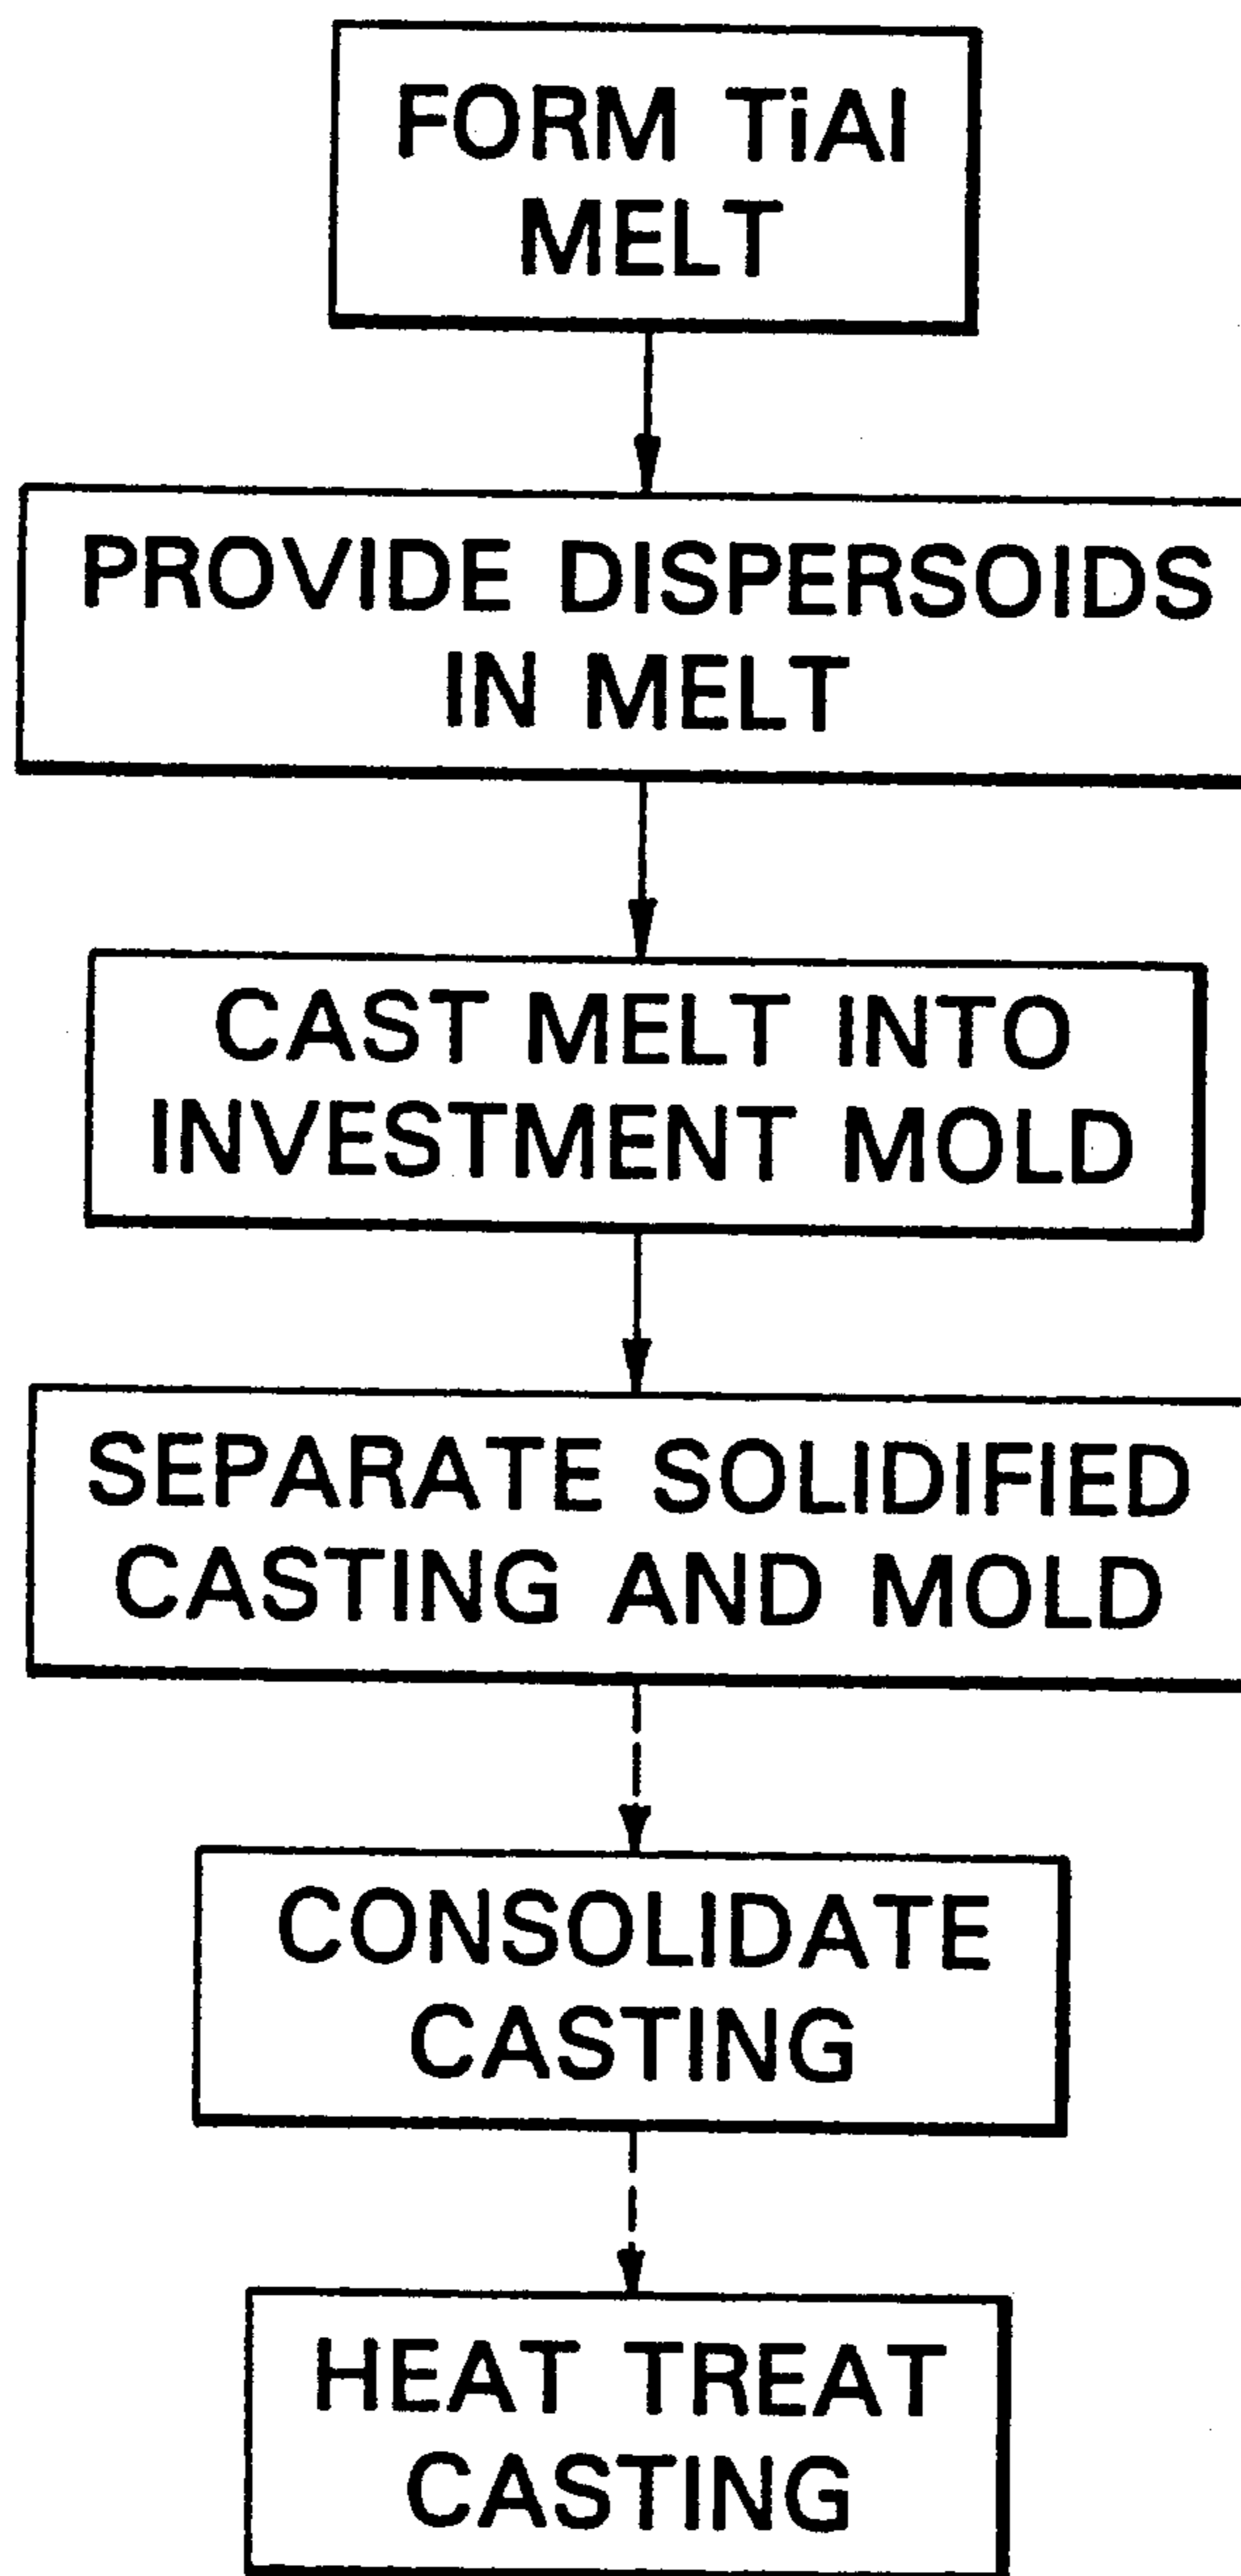 FORM TiAl
MELT
PROVIDE DISPERSOIDS
IN MELT
CAST MELT INTO
INVESTMENT MOLD
SEPARATE SOLIDIFIED
CASTING AND MOLD
CONSOLIDATE
CASTING
HEAT TREAT
CASTING